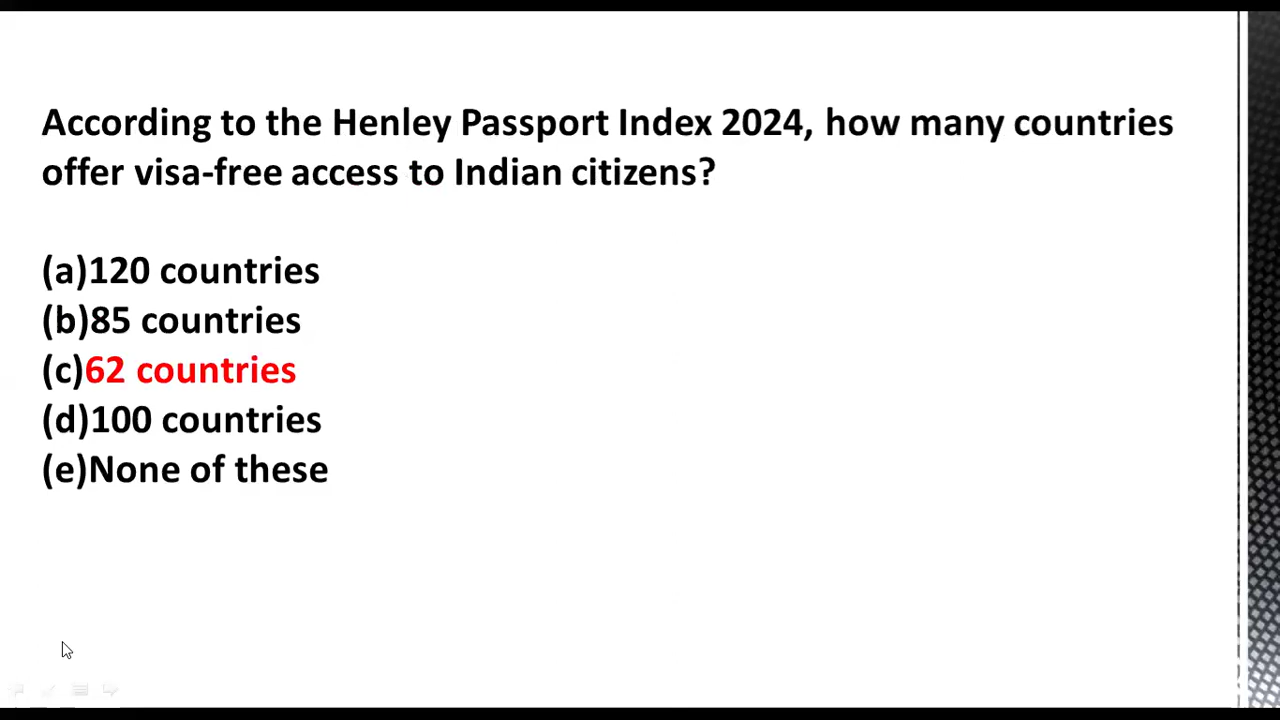 According to the Henley Passport Index 2024, how many countries
offer visa-free access to Indian citizens?
(a)120 countries
(b)85 countries
(c)62 countries
(d)100 countries
(e)None of these